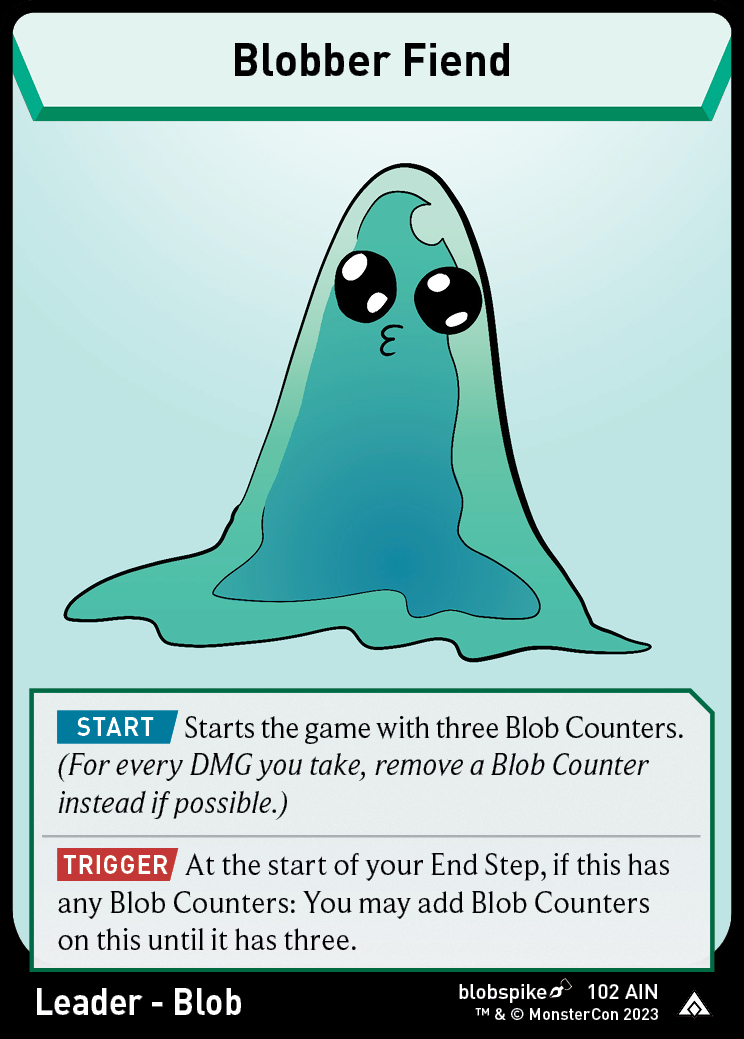 Blobber Fiend
START Starts the game with three Blob Counters.
(For every DMG you take, remove a Blob Counter
instead if possible.)
TRIGGER At the start of your End Step, if this has
any Blob Counters: You may add Blob Counters
on this until it has three.
Leader - Blob
blobspike 102 AIN
™ & © MonsterCon 2023